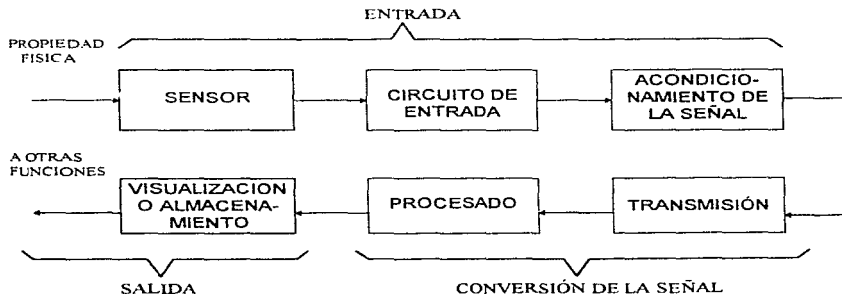 ENTRADA
PROPIEDAD
FISICA
SENSOR
CIRCUITO DE
ENTRADA
ACONDICIO-
NAMIENTO DE
LA SEÑAL
A OTRAS
FUNCIONES
VISUALIZACION
O ALMACENA-
MIENTO
PROCESADO
TRANSMISIÓN
SALIDA
CONVERSIÓN DE LA SEÑAL